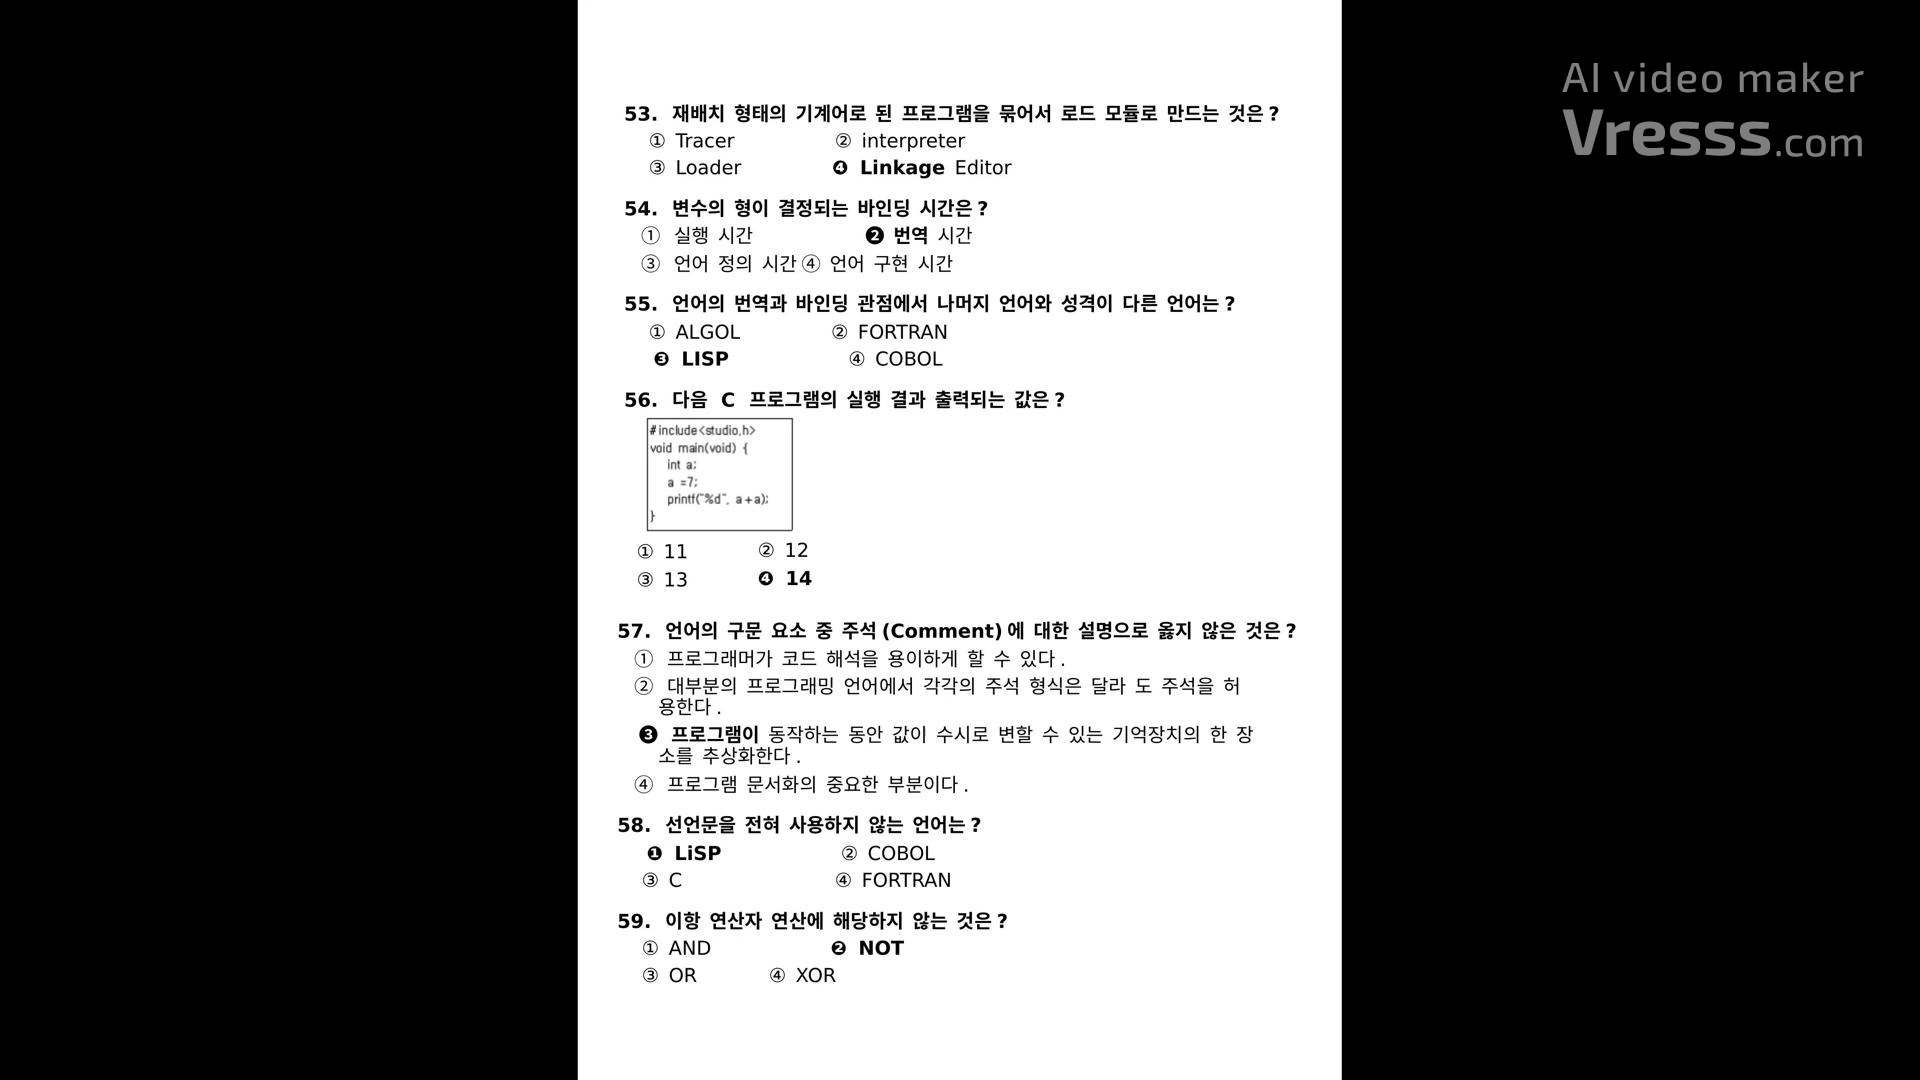 AI video maker
Vresss.com
53. 재배치 형태의 기계어로 된 프로그램을 묶어서 로드 모듈로 만드는 것은?
① Tracer ② interpreter
③ Loader ❹ Linkage Editor
54. 변수의 형이 결정되는 바인딩 시간은?
① 실행 시간 ❷ 번역 시간
③ 언어 정의 시간 ④ 언어 구현 시간
55. 언어의 번역과 바인딩 관점에서 나머지 언어와 성격이 다른 언어는?
① ALGOL ② FORTRAN
❸ LISP ④ COBOL
56. 다음 C 프로그램의 실행 결과 출력되는 값은?
#include<studio.h>
void main(void) {
int a;
a =7;
printf("%d", a+a);
}
① 11 ② 12
③ 13 ❹ 14
57. 언어의 구문 요소 중 주석(Comment)에 대한 설명으로 옳지 않은 것은?
① 프로그래머가 코드 해석을 용이하게 할 수 있다.
② 대부분의 프로그래밍 언어에서 각각의 주석 형식은 달라 도 주석을 허
용한다.
❸ 프로그램이 동작하는 동안 값이 수시로 변할 수 있는 기억장치의 한 장
소를 추상화한다.
④ 프로그램 문서화의 중요한 부분이다.
58. 선언문을 전혀 사용하지 않는 언어는?
❶ LiSP ② COBOL
③ C ④ FORTRAN
59. 이항 연산자 연산에 해당하지 않는 것은?
① AND ❷ NOT
③ OR ④ XOR